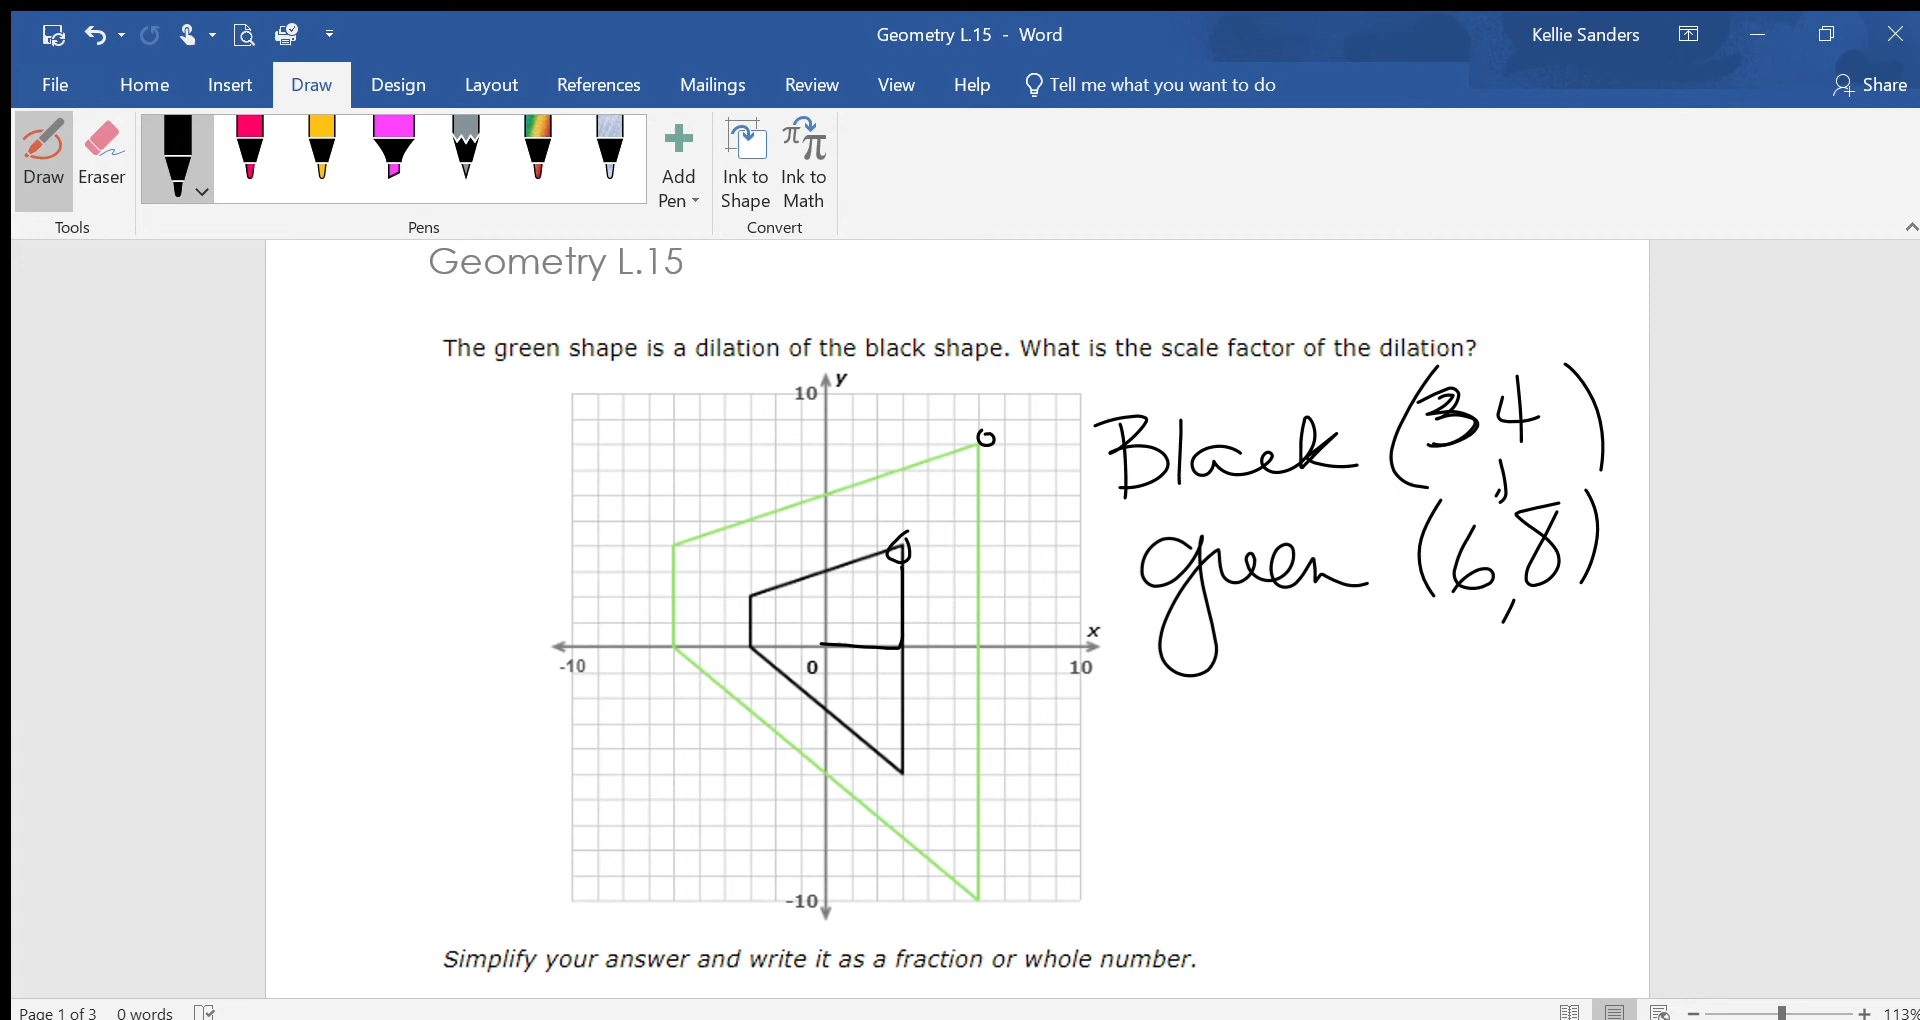 Geometry L.15 - Word
Kellie Sanders
File Home Insert Draw Design Layout References Mailings Review View Help Tell me what you want to do Share
Draw Eraser Add Pen Ink to Shape Ink to Math
Tools Pens Convert
Geometry L.15
The green shape is a dilation of the black shape. What is the scale factor of the dilation?
10 y
Black (3, 4)
green (6, 8)
x
-10 0 10
-10
Simplify your answer and write it as a fraction or whole number.
Page 1 of 3 0 words 113%